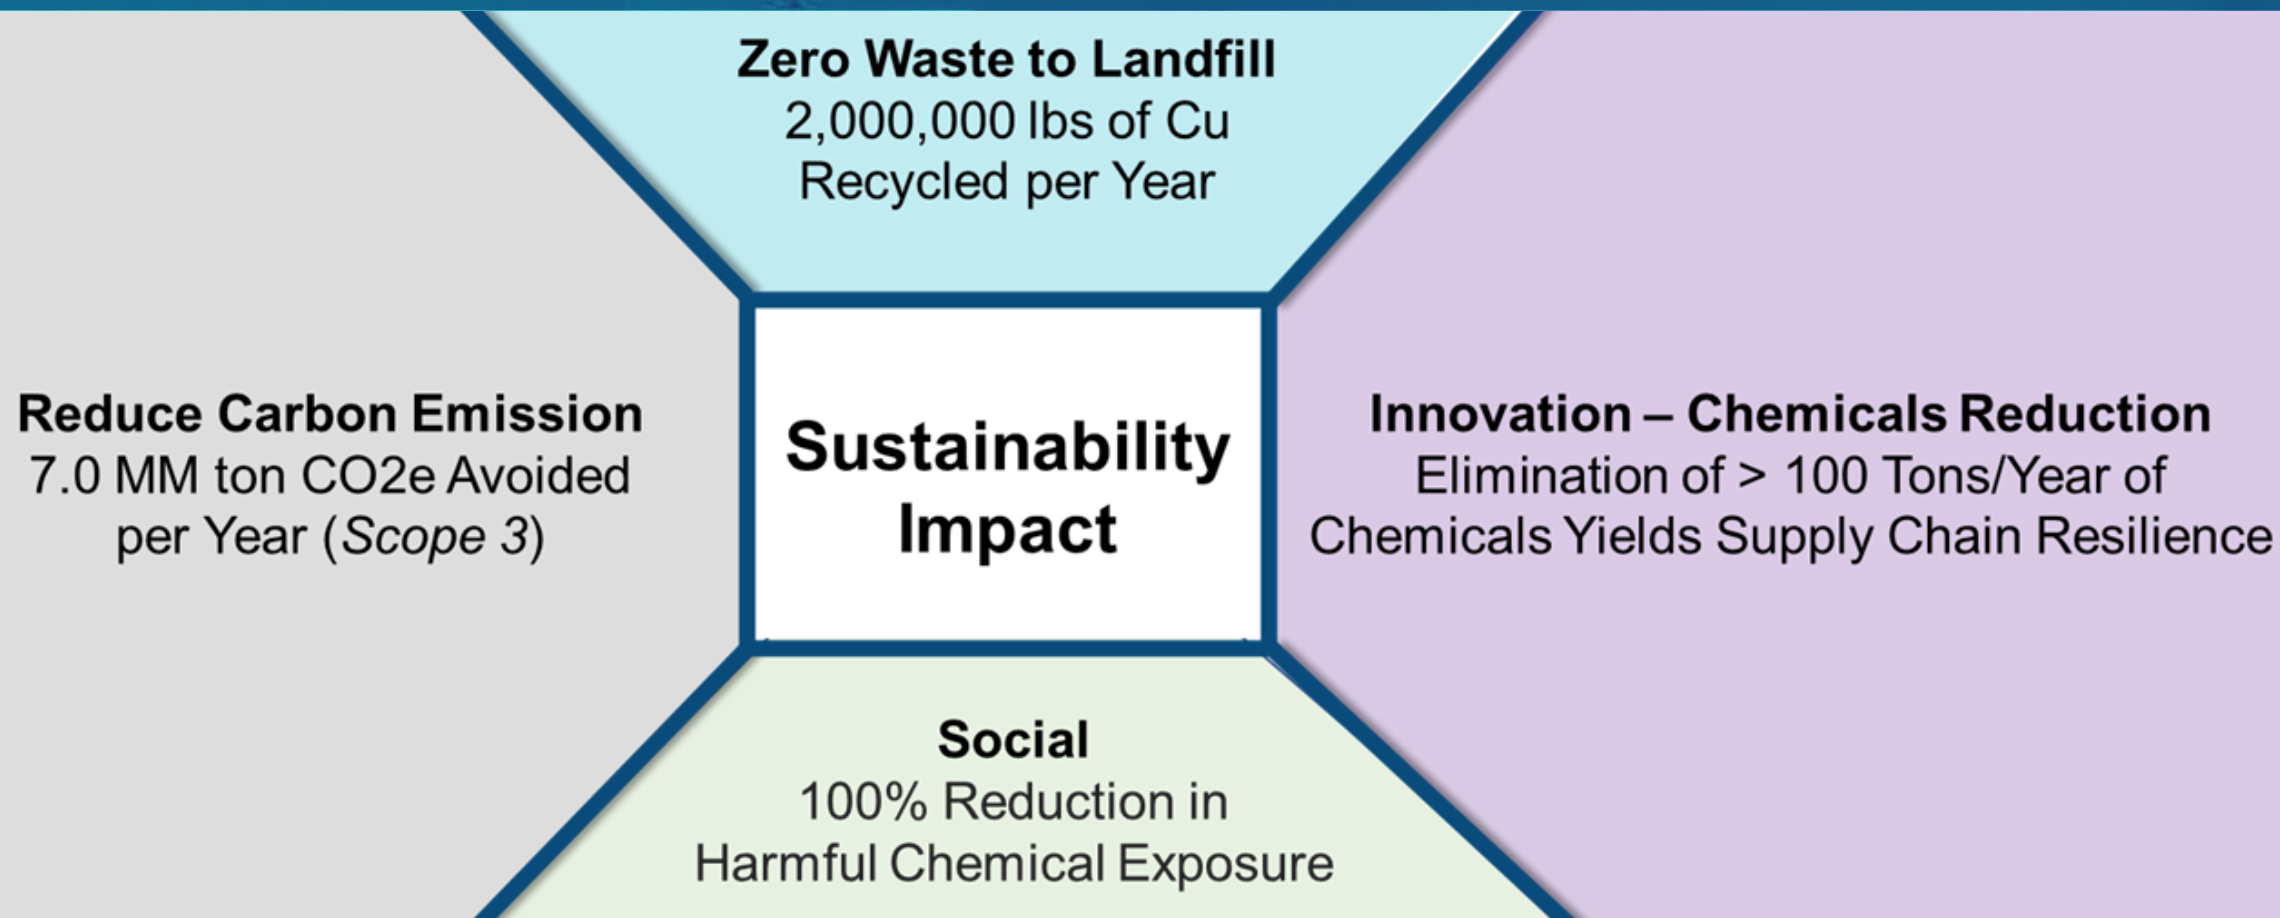 Zero Waste to Landfill
2,000,000 lbs of Cu
Recycled per Year
Reduce Carbon Emission
7.0 MM ton CO2e Avoided
per Year (Scope 3)
Sustainability
Impact
Innovation – Chemicals Reduction
Elimination of > 100 Tons/Year of
Chemicals Yields Supply Chain Resilience
Social
100% Reduction in
Harmful Chemical Exposure